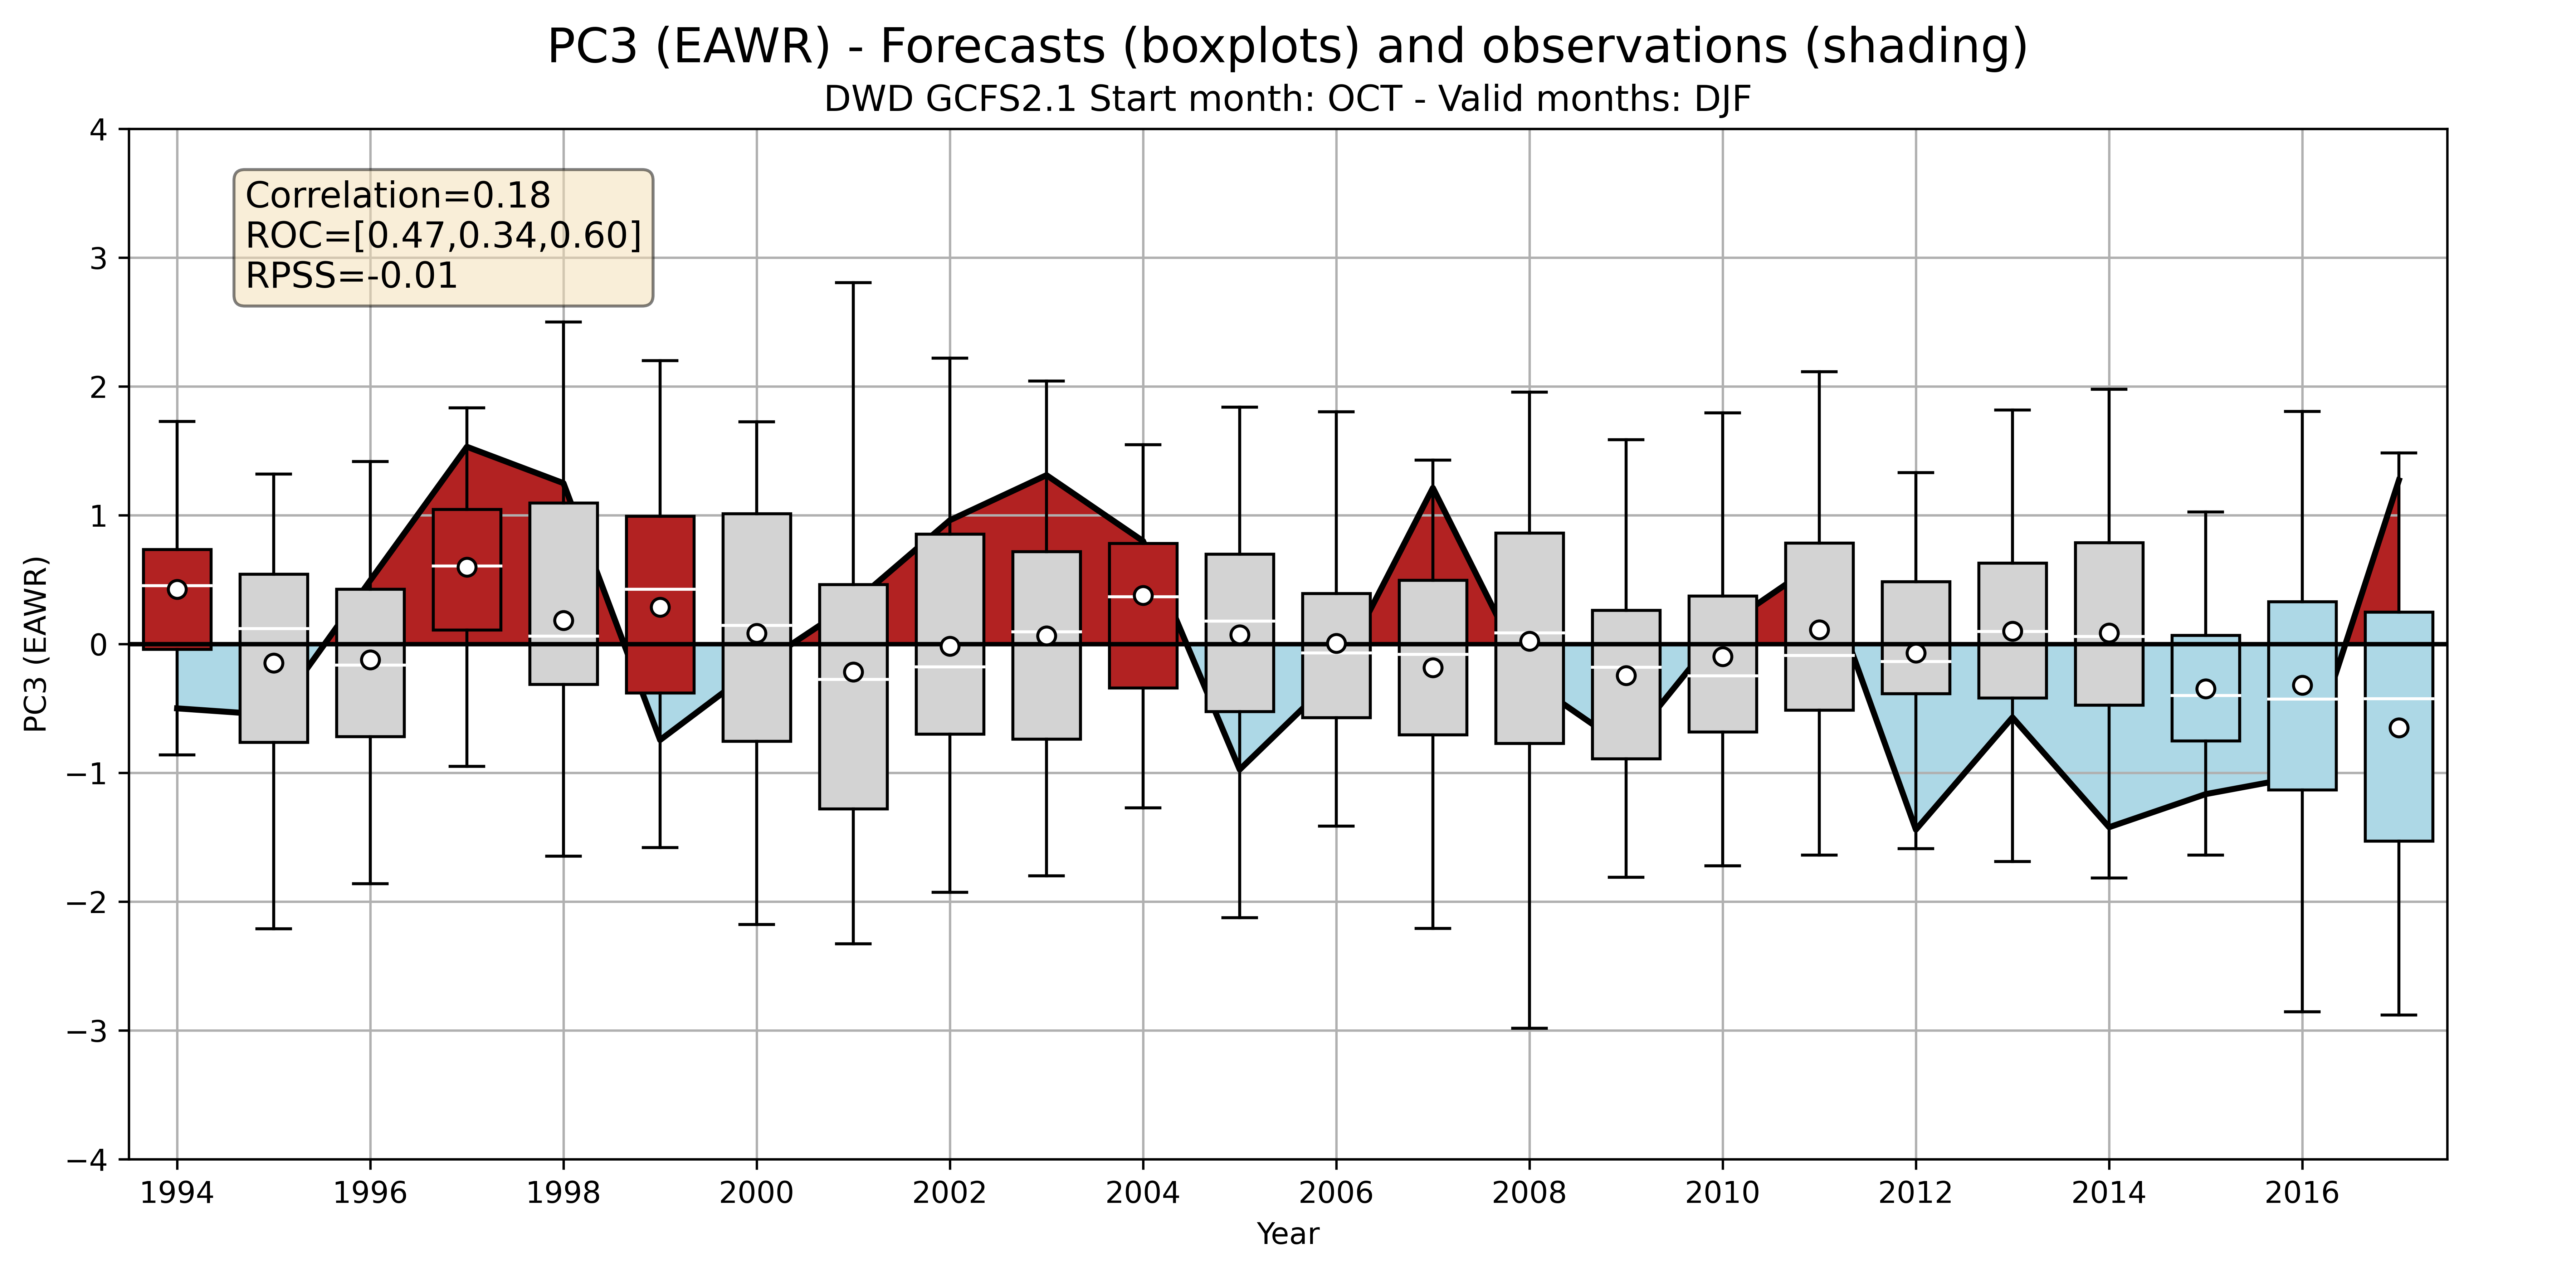 PC3 (EAWR) - Forecasts (boxplots) and observations (shading)
DWD GCFS2.1 Start month: OCT - Valid months: DJF
Correlation=0.18
ROC=[0.47,0.34,0.60]
RPSS=-0.01
PC3 (EAWR)
4
3
2
1
0
−1
−2
−3
−4
1994 1996 1998 2000 2002 2004 2006 2008 2010 2012 2014 2016
Year